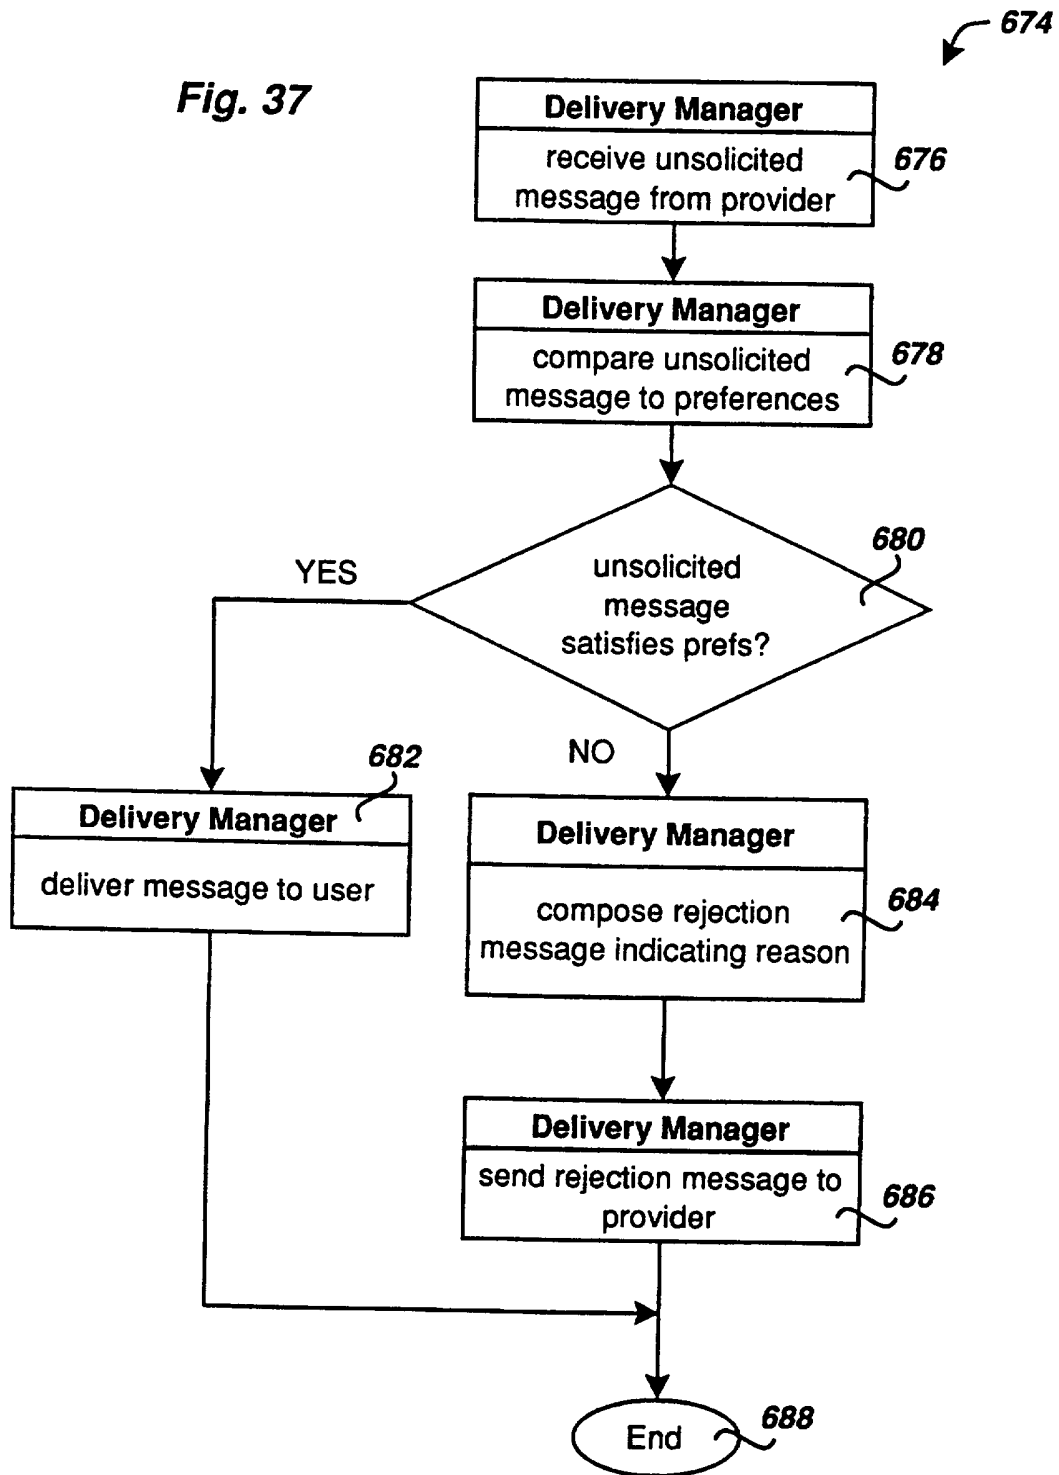 674
Fig. 37
Delivery Manager
receive unsolicited
message from provider
676
Delivery Manager
compare unsolicited
message to preferences
678
680
unsolicited
message
satisfies prefs?
YES
NO
682
Delivery Manager
deliver message to user
Delivery Manager
compose rejection
message indicating reason
684
Delivery Manager
send rejection message to
provider
686
End
688